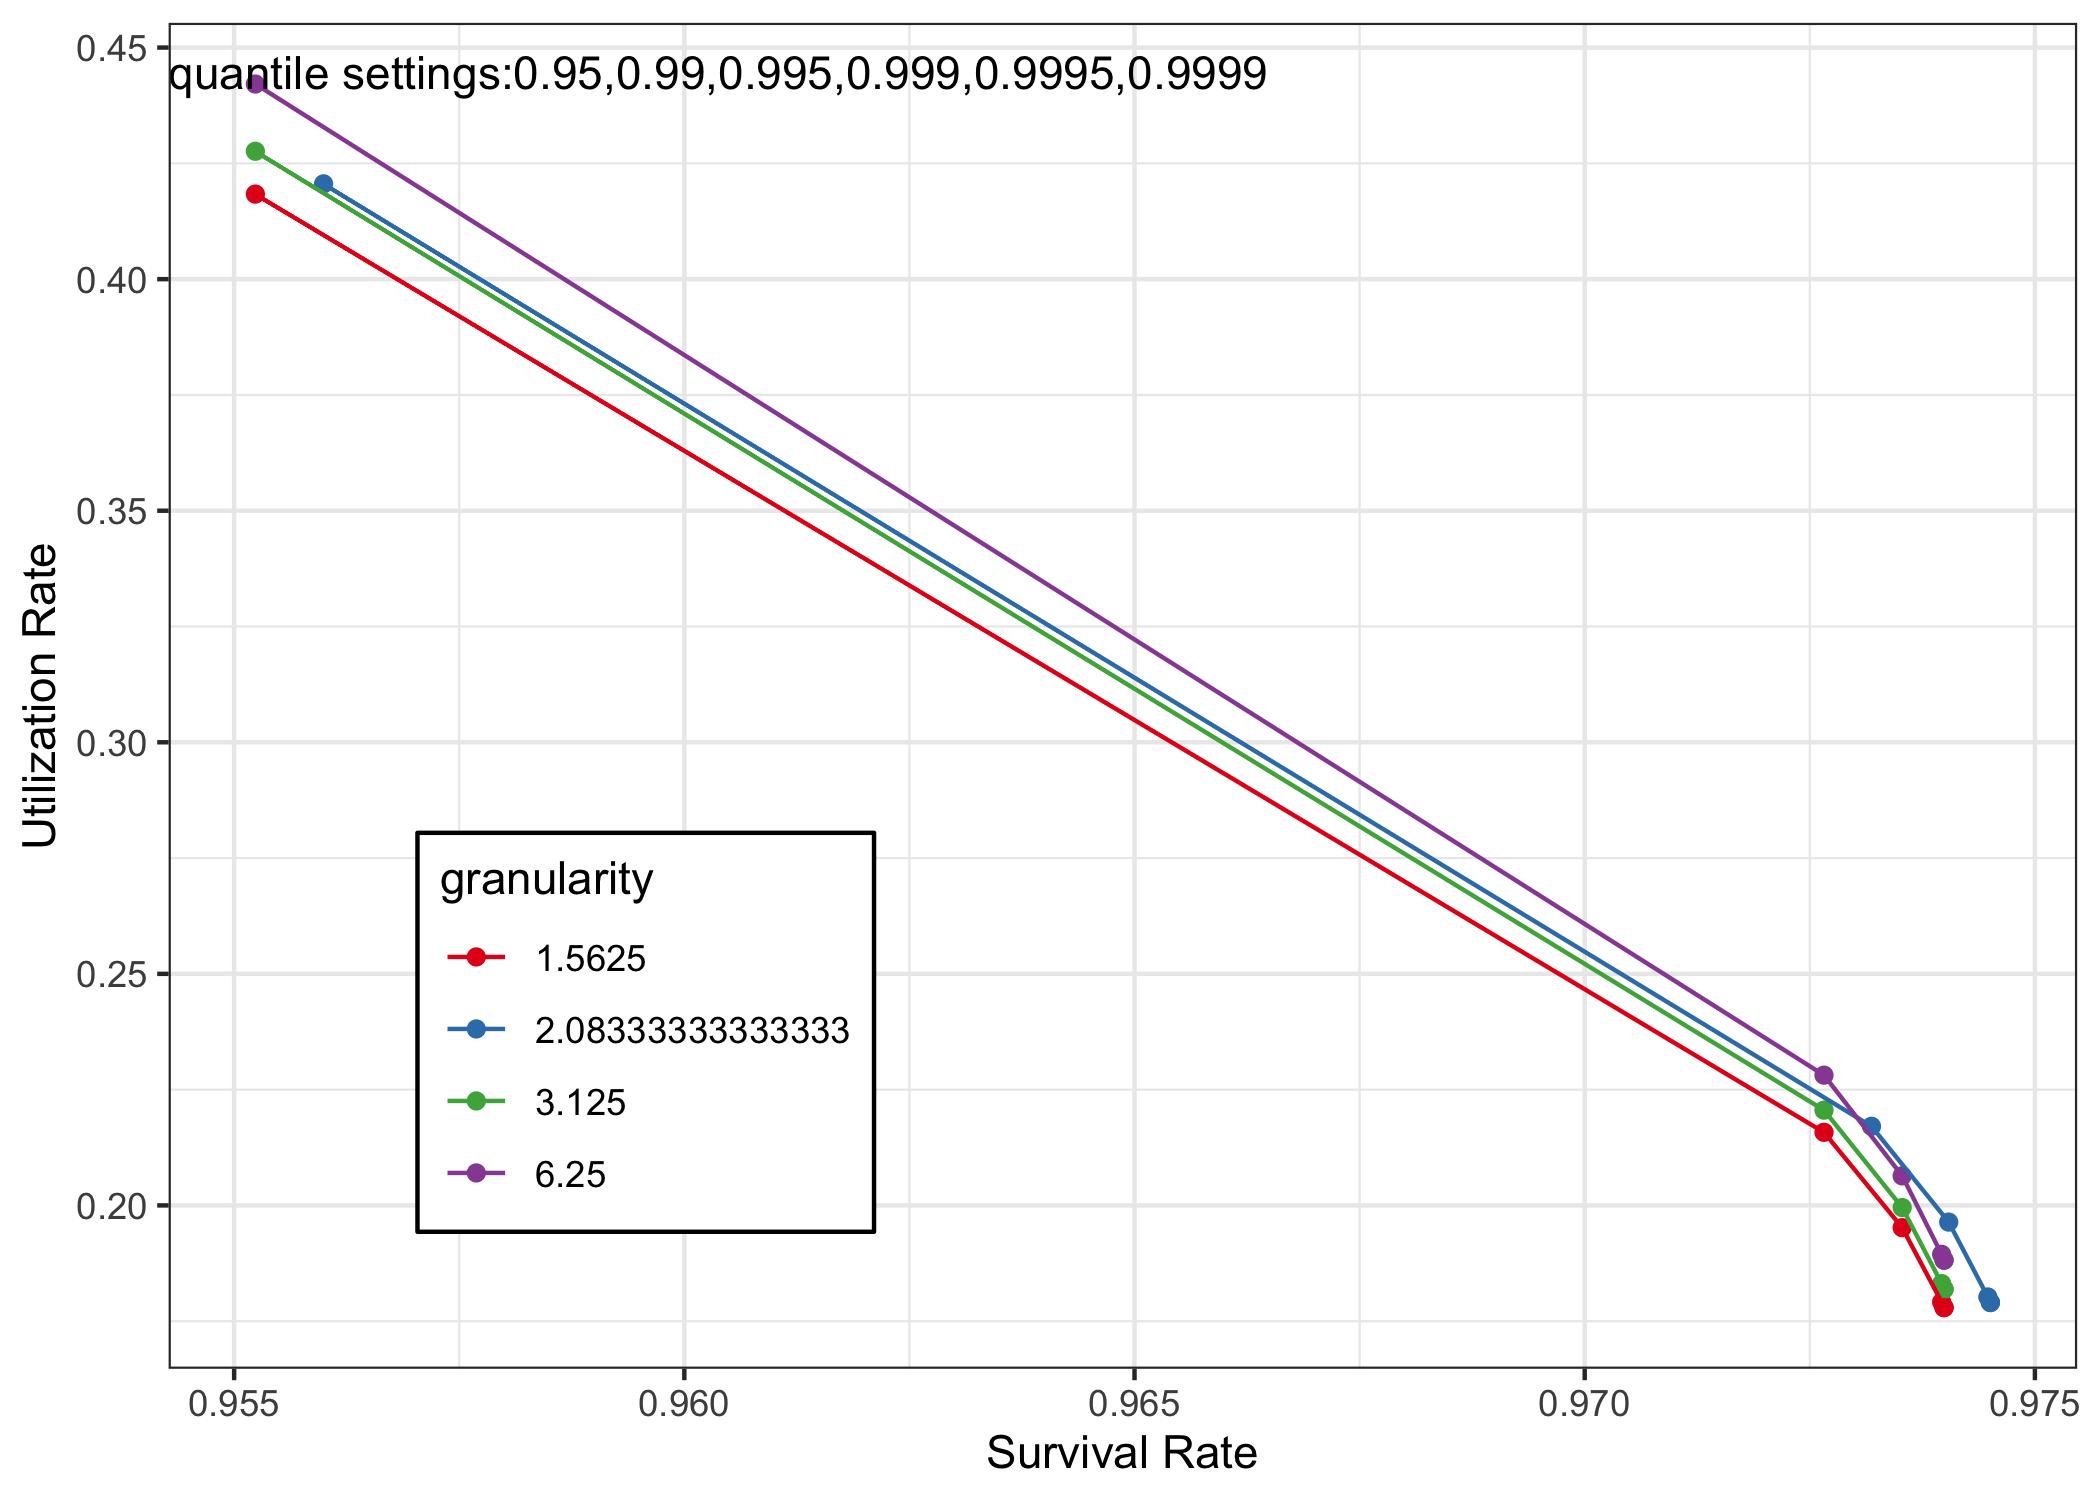 0.45
quantile settings:0.95,0.99,0.995,0.999,0.9995,0.9999
0.40
0.35
0.30
0.25
0.20
Utilization Rate
granularity
1.5625
2.08333333333333
3.125
6.25
0.955 0.960 0.965 0.970 0.975
Survival Rate